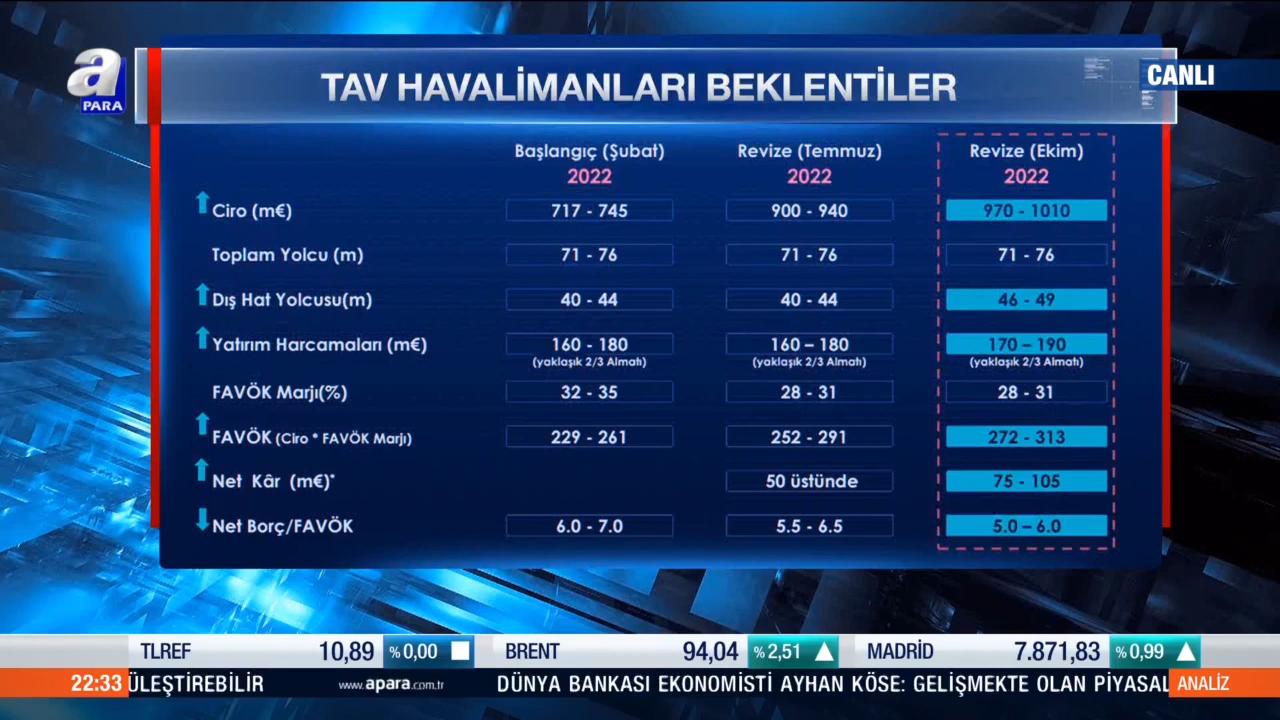 a
PARA
TAV HAVALİMANLARI BEKLENTİLER
CANLI
Başlangıç (Şubat) Revize (Temmuz) Revize (Ekim)
2022 2022 2022
Ciro (m€) 717 - 745 900 - 940 970 - 1010
Toplam Yolcu (m) 71 - 76 71 - 76 71 - 76
Dış Hat Yolcusu(m) 40 - 44 40 - 44 46 - 49
Yatırım Harcamaları (m€) 160 - 180 160 – 180 170 – 190
(yaklaşık 2/3 Almatı) (yaklaşık 2/3 Almatı) (yaklaşık 2/3 Almatı)
FAVÖK Marjı(%) 32 - 35 28 - 31 28 - 31
FAVÖK (Ciro * FAVÖK Marjı) 229 - 261 252 - 291 272 - 313
Net Kâr (m€)* 50 üstünde 75 - 105
Net Borç/FAVÖK 6.0 - 7.0 5.5 - 6.5 5.0 – 6.0
TLREF 10,89 %0,00 BRENT 94,04 %2,51 MADRİD 7.871,83 %0,99
22:33 ÜLEŞTİREBİLİR www.apara.com.tr DÜNYA BANKASI EKONOMİSTİ AYHAN KÖSE: GELİŞMEKTE OLAN PİYASAL ANALİZ